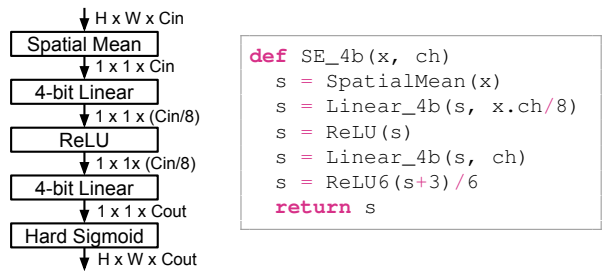 H x W x Cin
Spatial Mean
1 x 1 x Cin
4-bit Linear
1 x 1 x (Cin/8)
ReLU
1 x 1x (Cin/8)
4-bit Linear
1 x 1 x Cout
Hard Sigmoid
H x W x Cout
def SE_4b(x, ch)
s = SpatialMean(x)
s = Linear_4b(s, x.ch/8)
s = ReLU(s)
s = Linear_4b(s, ch)
s = ReLU6(s+3)/6
return s